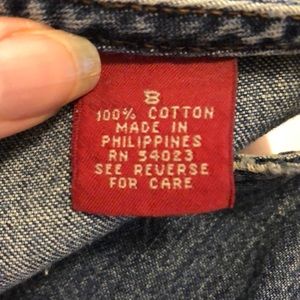 8
100% COTTON
MADE IN
PHILIPPINES
RN 54023
SEE REVERSE
FOR CARE